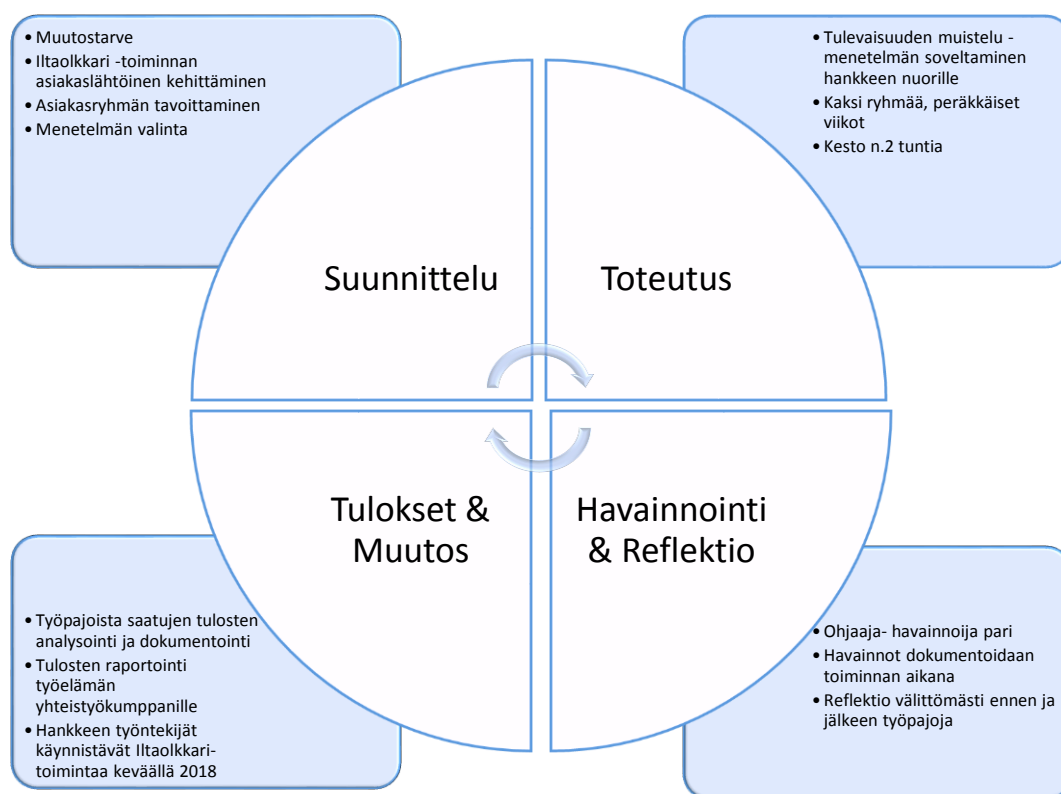 • Muutostarve
• Iltaolkkari -toiminnan
asiakaslähtöinen kehittäminen
• Asiakasryhmän tavoittaminen
• Menetelmän valinta
• Tulevaisuuden muistelu -
menetelmän soveltaminen
hankkeen nuorille
• Kaksi ryhmää, peräkkäiset
viikot
• Kesto n.2 tuntia
Suunnittelu
Toteutus
Tulokset &
Muutos
Havainnointi
& Reflektio
• Työpajoista saatujen tulosten
analysointi ja dokumentointi
• Tulosten raportointi
työelämän
yhteistyökumppanille
• Hankkeen työntekijät
käynnistävät Iltaolkkari-
toimintaa keväällä 2018
• Ohjaaja- havainnoija pari
• Havainnot dokumentoidaan
toiminnan aikana
• Reflektio välittömästi ennen ja
jälkeen työpajoja